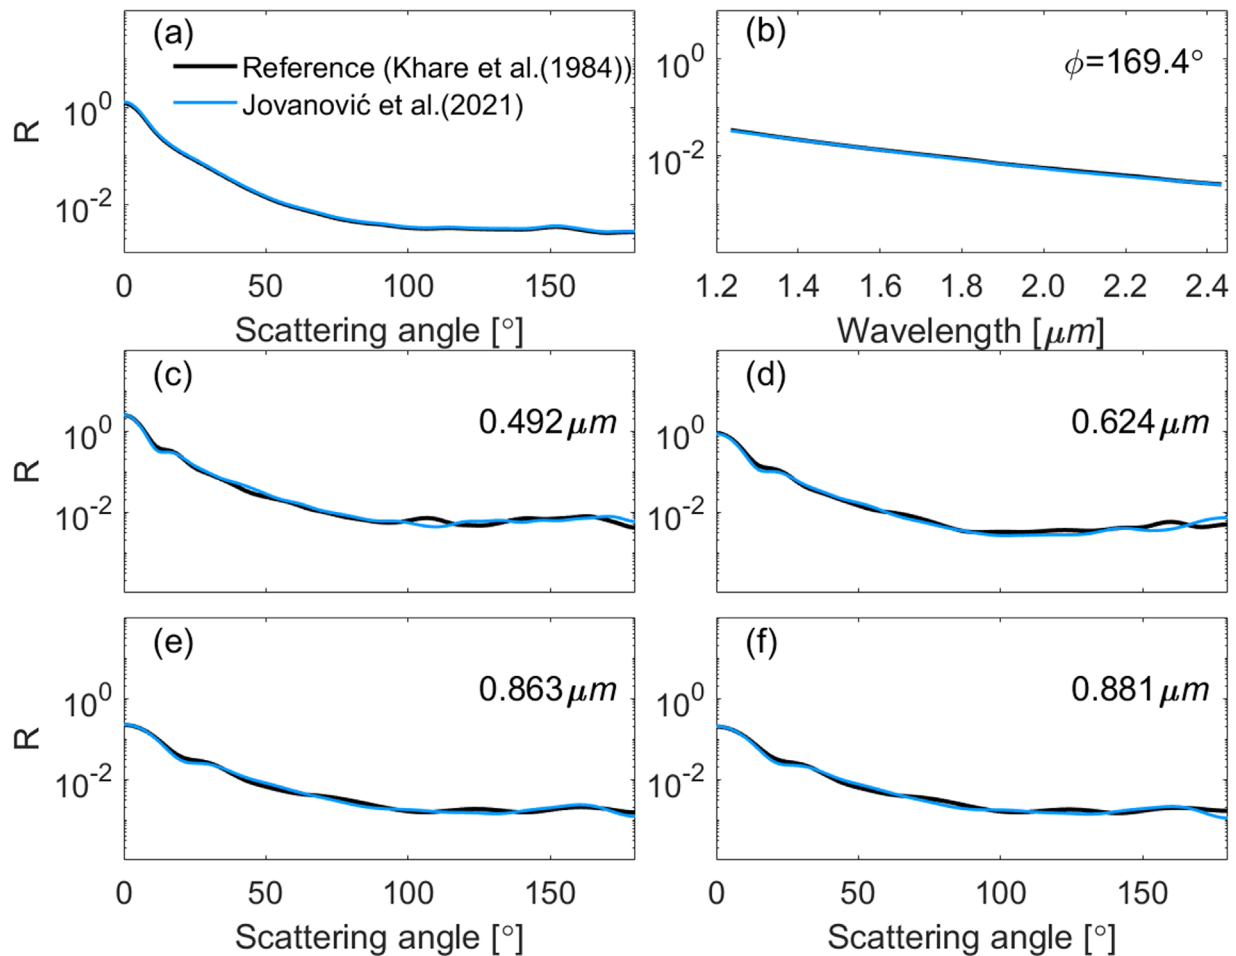 (a)
Reference (Khare et al.(1984))
Jovanović et al.(2021)
R
10^0
10^-2
0 50 100 150
Scattering angle [°]
(b)
ϕ=169.4°
10^0
10^-2
1.2 1.4 1.6 1.8 2.0 2.2 2.4
Wavelength [μm]
(c)
0.492μm
R
10^0
10^-2
(d)
0.624μm
10^0
10^-2
(e)
0.863μm
R
10^0
10^-2
0 50 100 150
Scattering angle [°]
(f)
0.881μm
10^0
10^-2
0 50 100 150
Scattering angle [°]